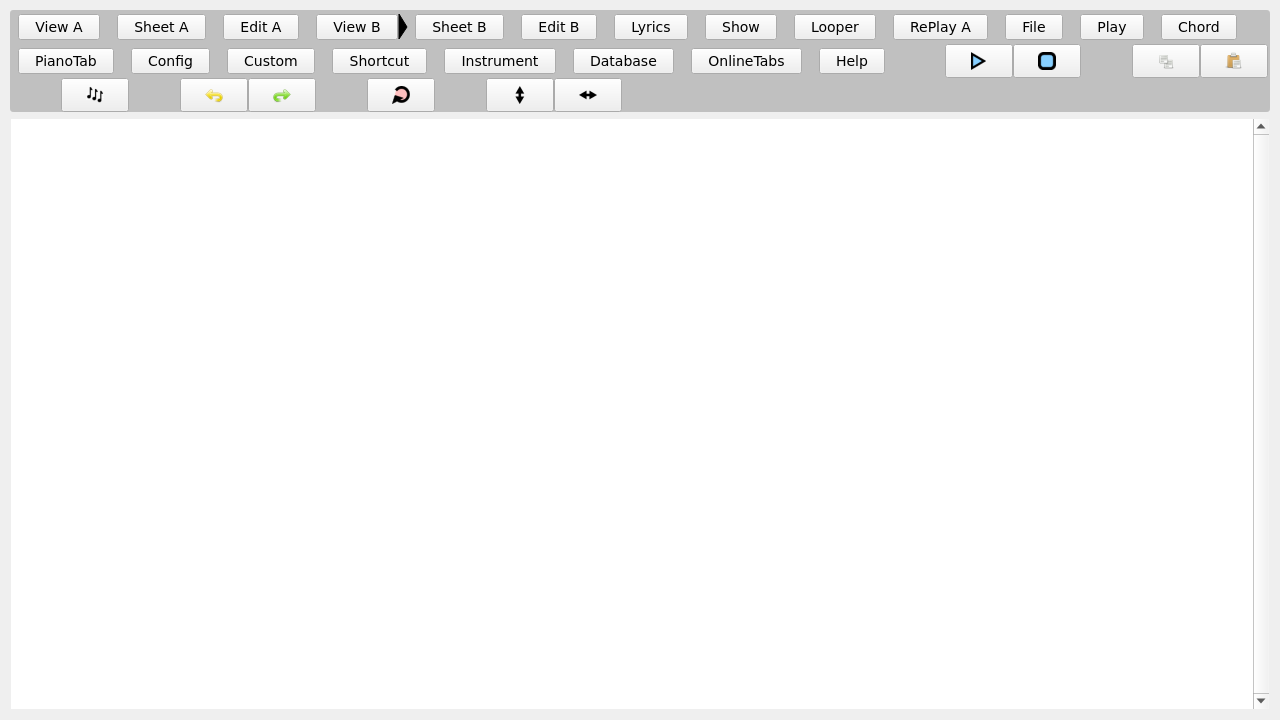 View A Sheet A Edit A View B Sheet B Edit B Lyrics Show Looper RePlay A File Play Chord
PianoTab Config Custom Shortcut Instrument Database OnlineTabs Help